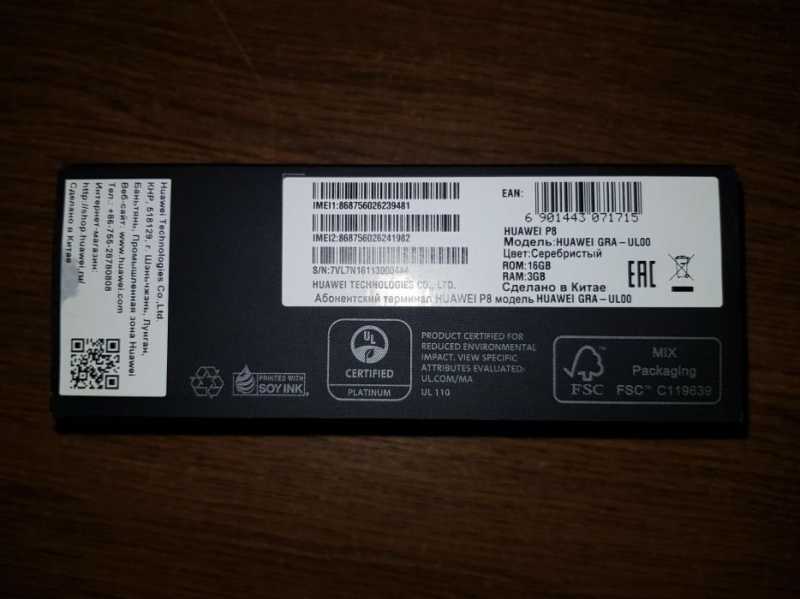 Huawei Technologies Co.,Ltd.
КНР, 518129, г. Шэньчжэнь, Лунган,
Баньтянь, Промышленная зона Huawei
Веб-сайт: www.huawei.com
Тел.: +86-755-28780808
Интернет-магазин:
http://shop.huawei.ru/
Сделано в Китае
IMEI1:868756026239481
IMEI2:868756026241982
HUAWEI TECHNOLOGIES CO., LTD.
EAN:
6 901443 071715
HUAWEI P8
Модель:HUAWEI GRA-UL00
Цвет:Серебристый
ROM:16GB
RAM:3GB
Сделано в Китае
EAC
Абонентский терминал HUAWEI P8 модель HUAWEI GRA-UL00
PRINTED WITH
SOY INK
UL
CERTIFIED
PLATINUM
PRODUCT CERTIFIED FOR
REDUCED ENVIRONMENTAL
IMPACT. VIEW SPECIFIC
ATTRIBUTES EVALUATED:
UL.COM/MA
UL 110
FSC
MIX
Packaging
FSC™ C119639